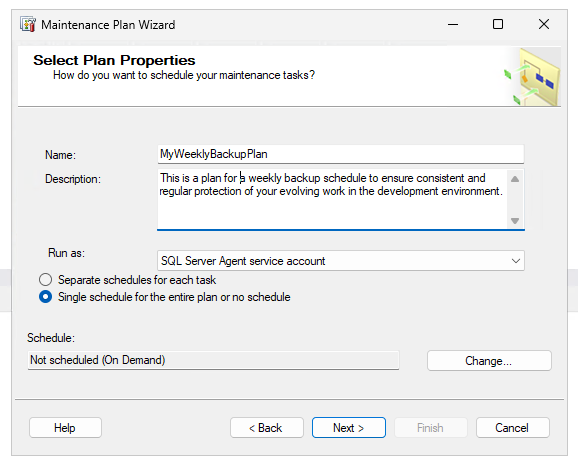 Maintenance Plan Wizard
Select Plan Properties
How do you want to schedule your maintenance tasks?
Name:
MyWeeklyBackupPlan
Description:
This is a plan for a weekly backup schedule to ensure consistent and
regular protection of your evolving work in the development environment.
Run as:
SQL Server Agent service account
Separate schedules for each task
Single schedule for the entire plan or no schedule
Schedule:
Not scheduled (On Demand)
Change...
Help
< Back
Next >
Finish
Cancel